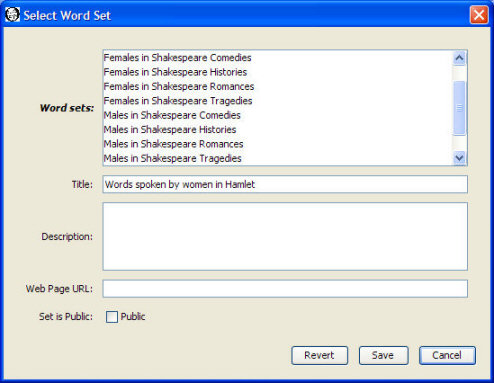 Select Word Set
Word sets:
Females in Shakespeare Comedies
Females in Shakespeare Histories
Females in Shakespeare Romances
Females in Shakespeare Tragedies
Males in Shakespeare Comedies
Males in Shakespeare Histories
Males in Shakespeare Romances
Males in Shakespeare Tragedies
Title: Words spoken by women in Hamlet
Description:
Web Page URL:
Set is Public: Public
Revert Save Cancel